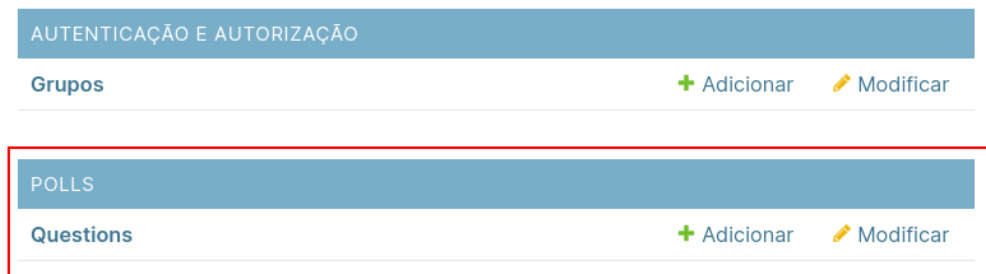 AUTENTICAÇÃO E AUTORIZAÇÃO
Grupos Adicionar Modificar
POLLS
Questions Adicionar Modificar